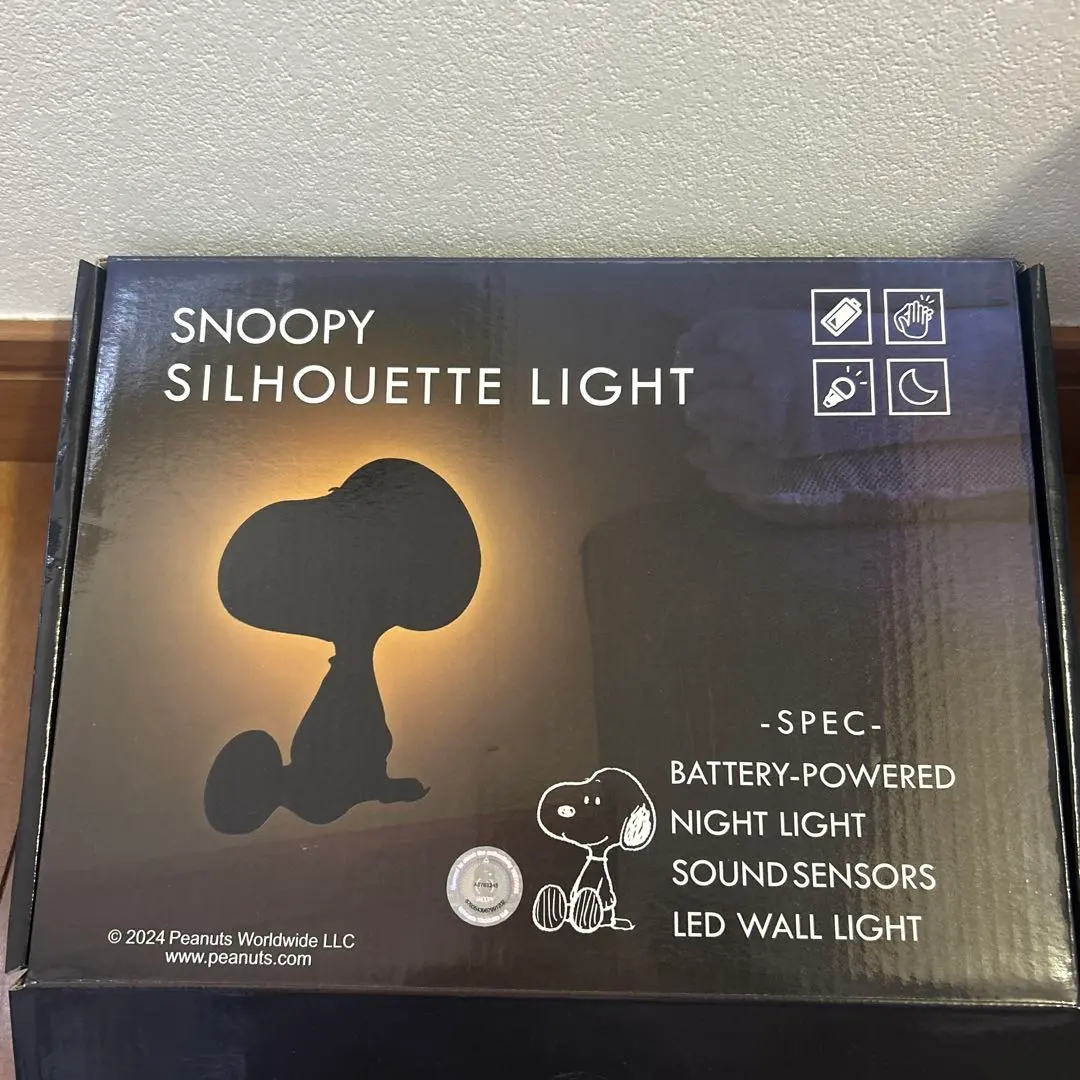 SNOOPY
SILHOUETTE LIGHT
-SPEC-
BATTERY-POWERED
NIGHT LIGHT
SOUND SENSORS
LED WALL LIGHT
© 2024 Peanuts Worldwide LLC
www.peanuts.com